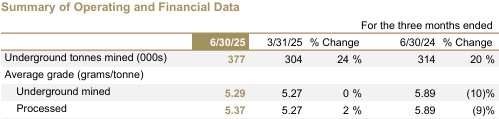 Summary of Operating and Financial Data
For the three months ended
6/30/25 3/31/25 % Change 6/30/24 % Change
Underground tonnes mined (000s) 377 304 24 % 314 20 %
Average grade (grams/tonne)
Underground mined 5.29 5.27 0 % 5.89 (10)%
Processed 5.37 5.27 2 % 5.89 (9)%